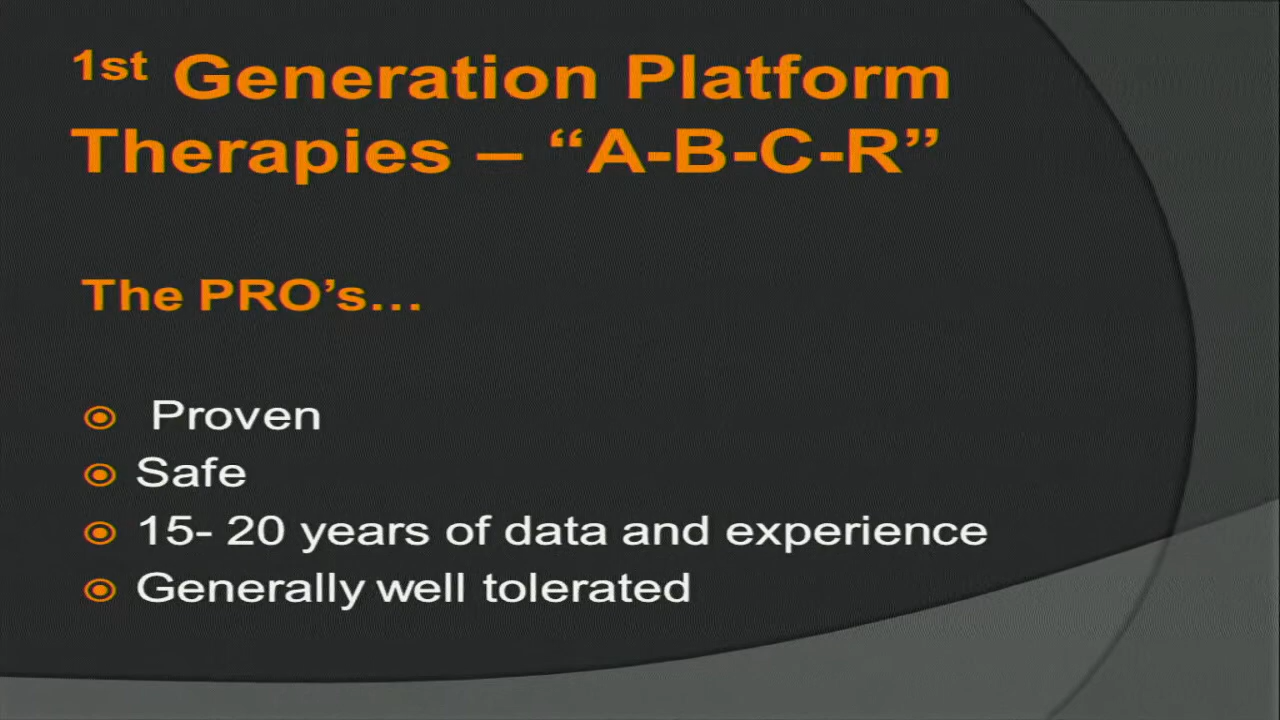 1st Generation Platform
Therapies – “A-B-C-R”
The PRO’s…
Proven
Safe
15- 20 years of data and experience
Generally well tolerated